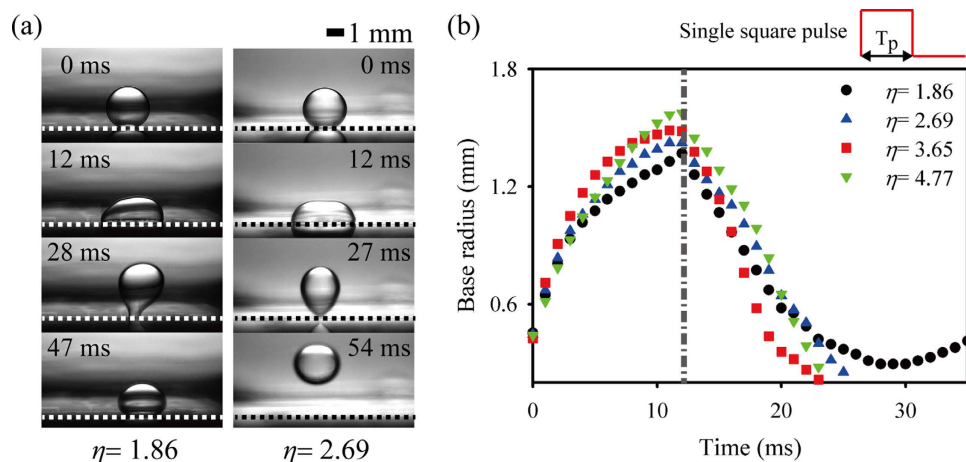 (a)
1 mm
0 ms
0 ms
12 ms
12 ms
28 ms
27 ms
47 ms
54 ms
η= 1.86
η= 2.69
(b)
Single square pulse
Tp
1.8
1.2
0.6
Base radius (mm)
η= 1.86
η= 2.69
η= 3.65
η= 4.77
0
10
20
30
Time (ms)